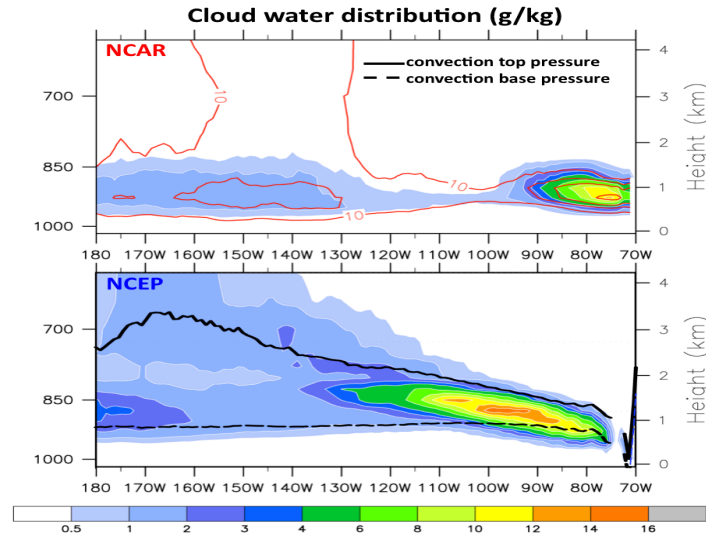 Cloud water distribution (g/kg)
NCAR
convection top pressure
convection base pressure
10
10
10
700
850
1000
4
3
2
1
0
Height (km)
180 170W 160W 150W 140W 130W 120W 110W 100W 90W 80W 70W
NCEP
700
850
1000
4
3
2
1
0
Height (km)
180 170W 160W 150W 140W 130W 120W 110W 100W 90W 80W 70W
0.5 1 2 3 4 6 8 10 12 14 16